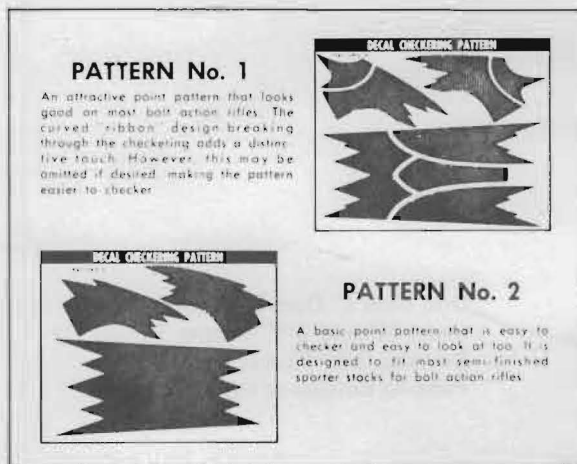 PATTERN No. 1
An attractive point pattern that looks
good on most bolt action rifles. The
curved "ribbon" design breaking
through the checkering adds a distinc-
tive touch. However, this may be
omitted if desired, making the pattern
easier to checker.
DECAL CHECKERING PATTERN
DECAL CHECKERING PATTERN
PATTERN No. 2
A basic point pattern that is easy to
checker and easy to look at too. It is
designed to fit most semi-finished
sporter stocks for bolt action rifles.